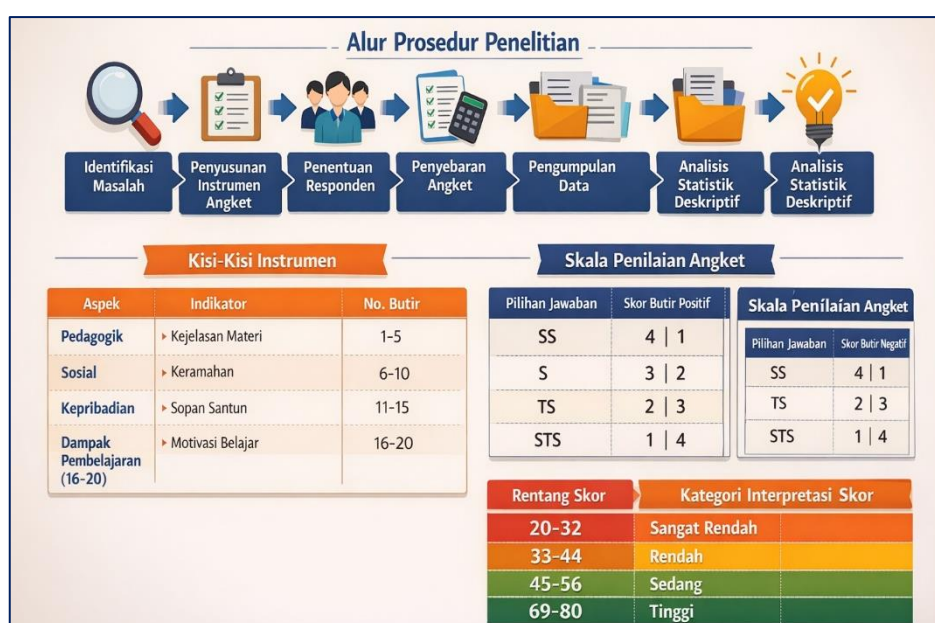 Alur Prosedur Penelitian
Identifikasi
Masalah
Penyusunan
Instrumen
Angket
Penentuan
Responden
Penyebaran
Angket
Pengumpulan
Data
Analisis
Statistik
Deskriptif
Analisis
Statistik
Deskriptif
Kisi-Kisi Instrumen
Aspek Indikator No. Butir
Pedagogik Kejelasan Materi 1-5
Sosial Keramahan 6-10
Kepribadian Sopan Santun 11-15
Dampak Motivasi Belajar 16-20
Pembelajaran
(16-20)
Skala Penilaian Angket
Pilihan Jawaban Skor Butir Positif
SS 4 | 1
S 3 | 2
TS 2 | 3
STS 1 | 4
Skala Penilaian Angket
Pilihan Jawaban Skor Butir Negatif
SS 4 | 1
TS 2 | 3
STS 1 | 4
Rentang Skor Kategori Interpretasi Skor
20-32 Sangat Rendah
33-44 Rendah
45-56 Sedang
69-80 Tinggi